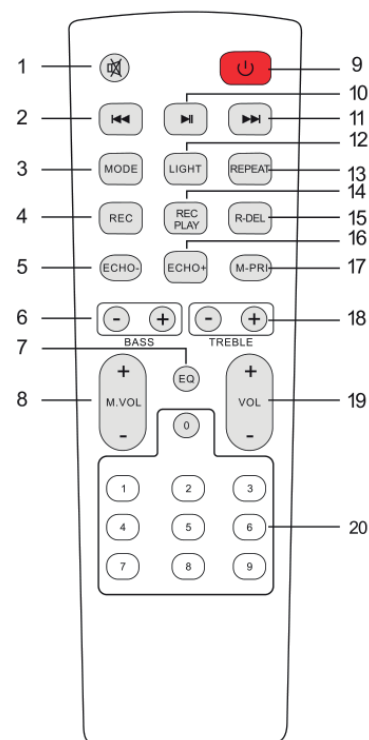 1 9
10
2 11
12
3 MODE LIGHT REPEAT 13
14
4 REC REC PLAY R-DEL 15
16
5 ECHO- ECHO+ M-PRI 17
6 - + - + 18
BASS TREBLE
7
EQ
8 + M.VOL - + VOL - 19
0
1 2 3
4 5 6 20
7 8 9